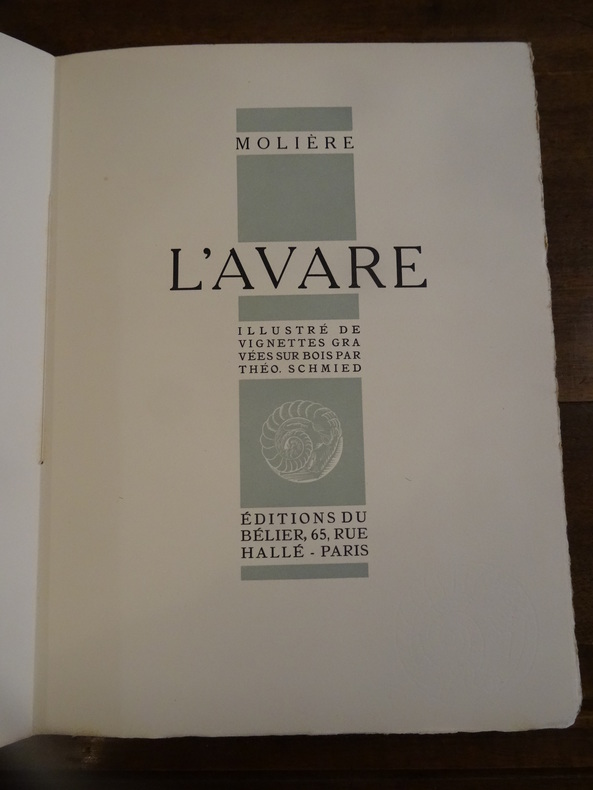 MOLIÈRE
L'AVARE
ILLUSTRÉ DE
VIGNETTES GRA
VÉES SUR BOIS PAR
THÉO. SCHMIED
ÉDITIONS DU
BÉLIER, 65, RUE
HALLÉ - PARIS